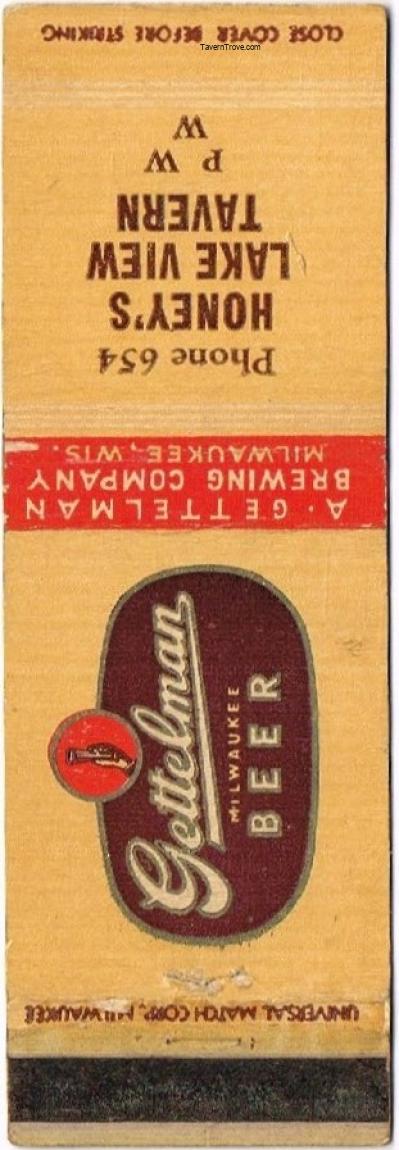 UNIVERSAL MATCH CORP., MILWAUKEE
Gettelman
MILWAUKEE
BEER
A. GETTELMAN
BREWING COMPANY
MILWAUKEE, WIS.
Phone 654
HONEY'S
LAKE VIEW
TAVERN
P W
W
CLOSE COVER BEFORE STRIKING
TavernTrove.com